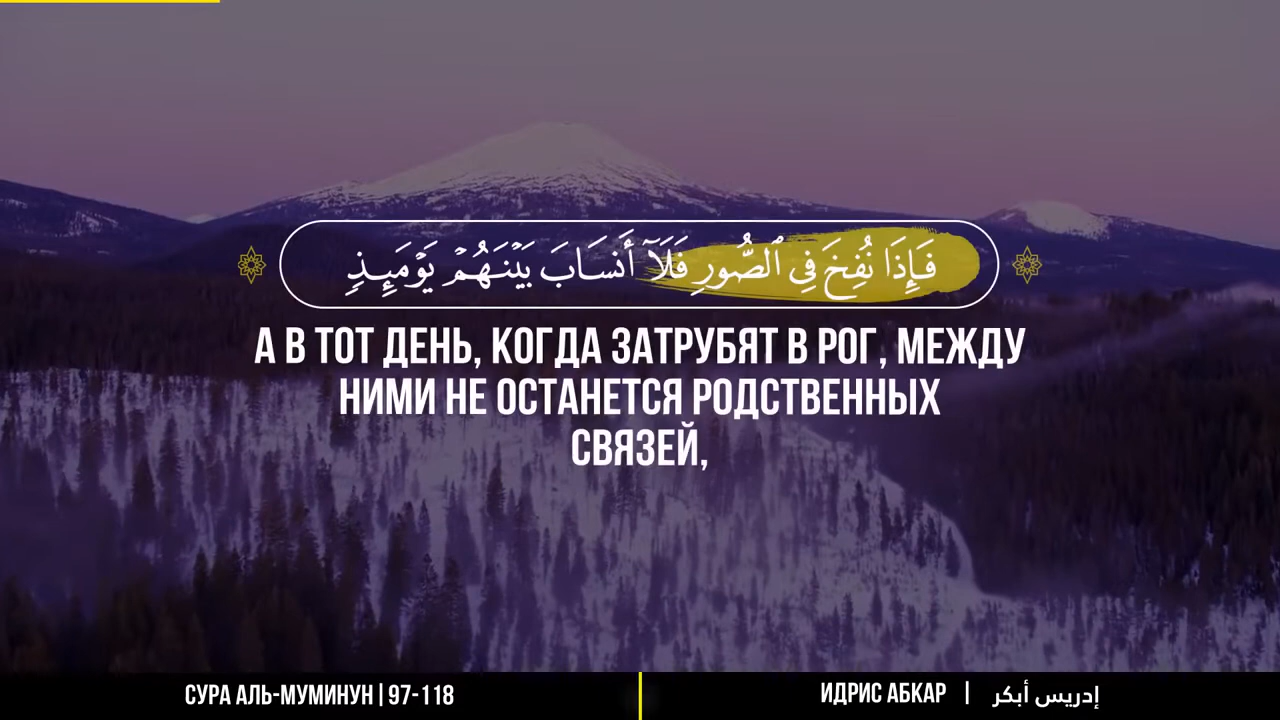 فَإِذَا نُفِخَ فِي ٱلصُّورِ فَلَآ أَنسَابَ بَيۡنَهُمۡ يَوۡمَئِذٖ
А В ТОТ ДЕНЬ, КОГДА ЗАТРУБЯТ В РОГ, МЕЖДУ
НИМИ НЕ ОСТАНЕТСЯ РОДСТВЕННЫХ
СВЯЗЕЙ,
СУРА АЛЬ-МУМИНУН | 97-118
ИДРИС АБКАР | إدريس أبكر